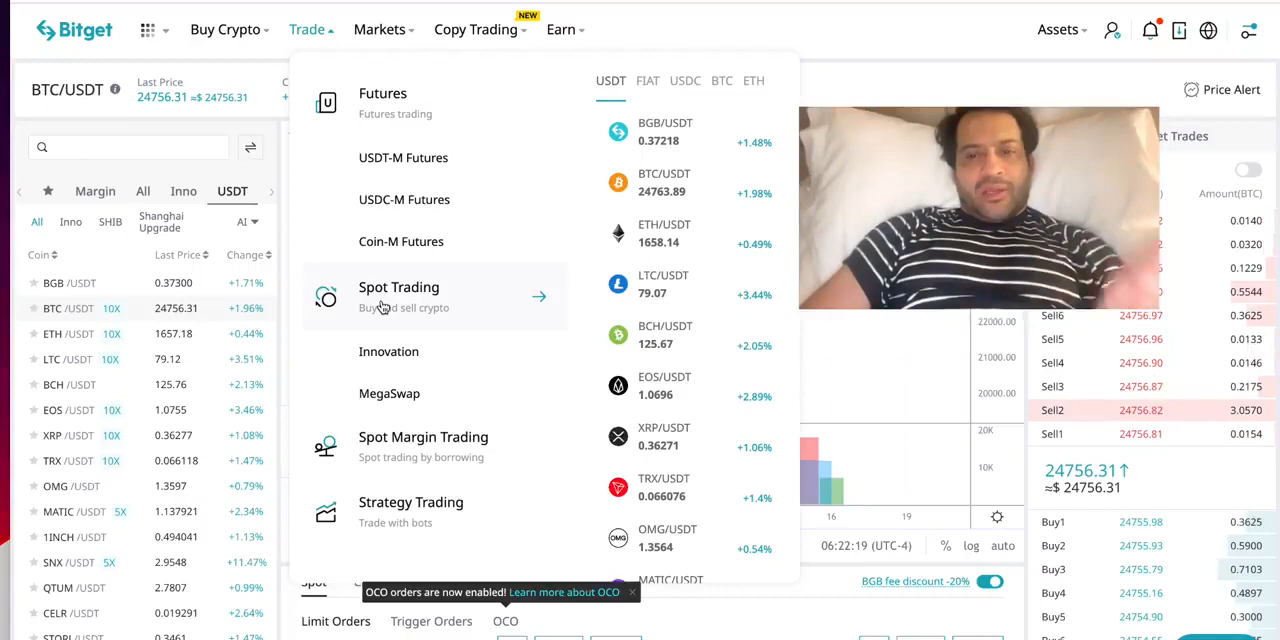 Bitget
Buy Crypto
Trade
Markets
NEW
Copy Trading
Earn
Assets
BTC/USDT
Last Price
24756.31 ≈$ 24756.31
Price Alert
Margin
All
Inno
USDT
All
Inno
SHIB
Shanghai
Upgrade
AI
Coin
Last Price
Change
BGB /USDT 0.37300 +1.71%
BTC /USDT 10X 24756.31 +1.96%
ETH /USDT 10X 1657.18 +0.44%
LTC /USDT 10X 79.12 +3.51%
BCH /USDT 125.76 +2.13%
EOS /USDT 10X 1.0755 +3.46%
XRP /USDT 10X 0.36277 +1.08%
TRX /USDT 10X 0.066118 +1.47%
OMG /USDT 1.3597 +0.79%
MATIC /USDT 5X 1.137921 +2.34%
1INCH /USDT 0.494041 +1.13%
SNX /USDT 5X 2.9548 +11.47%
QTUM /USDT 2.7807 +0.99%
CELR /USDT 0.019291 +2.64%
Futures
Futures trading
USDT-M Futures
USDC-M Futures
Coin-M Futures
Spot Trading
Buy and sell crypto
Innovation
MegaSwap
Spot Margin Trading
Spot trading by borrowing
Strategy Trading
Trade with bots
USDT
FIAT
USDC
BTC
ETH
BGB/USDT
0.37218 +1.48%
BTC/USDT
24763.89 +1.98%
ETH/USDT
1658.14 +0.49%
LTC/USDT
79.07 +3.44%
BCH/USDT
125.67 +2.05%
EOS/USDT
1.0696 +2.89%
XRP/USDT
0.36271 +1.06%
TRX/USDT
0.066076 +1.4%
OMG
OMG/USDT
1.3564 +0.54%
MATIC/USDT
22000.00
21000.00
20000.00
20K
10K
16
19
06:22:19 (UTC-4)
%
log
auto
OCO orders are now enabled! Learn more about OCO
BGB fee discount -20%
Limit Orders
Trigger Orders
OCO
Trades
Amount(BTC)
0.0140
0.0320
0.1229
0.5544
Sell6 24756.97 0.3625
Sell5 24756.96 0.0133
Sell4 24756.90 0.0146
Sell3 24756.87 0.2175
Sell2 24756.82 3.0570
Sell1 24756.81 0.0154
24756.31↑
≈$ 24756.31
Buy1 24755.98 0.3625
Buy2 24755.93 0.5900
Buy3 24755.79 0.7103
Buy4 24755.16 0.4897
Buy5 24754.90 0.3000